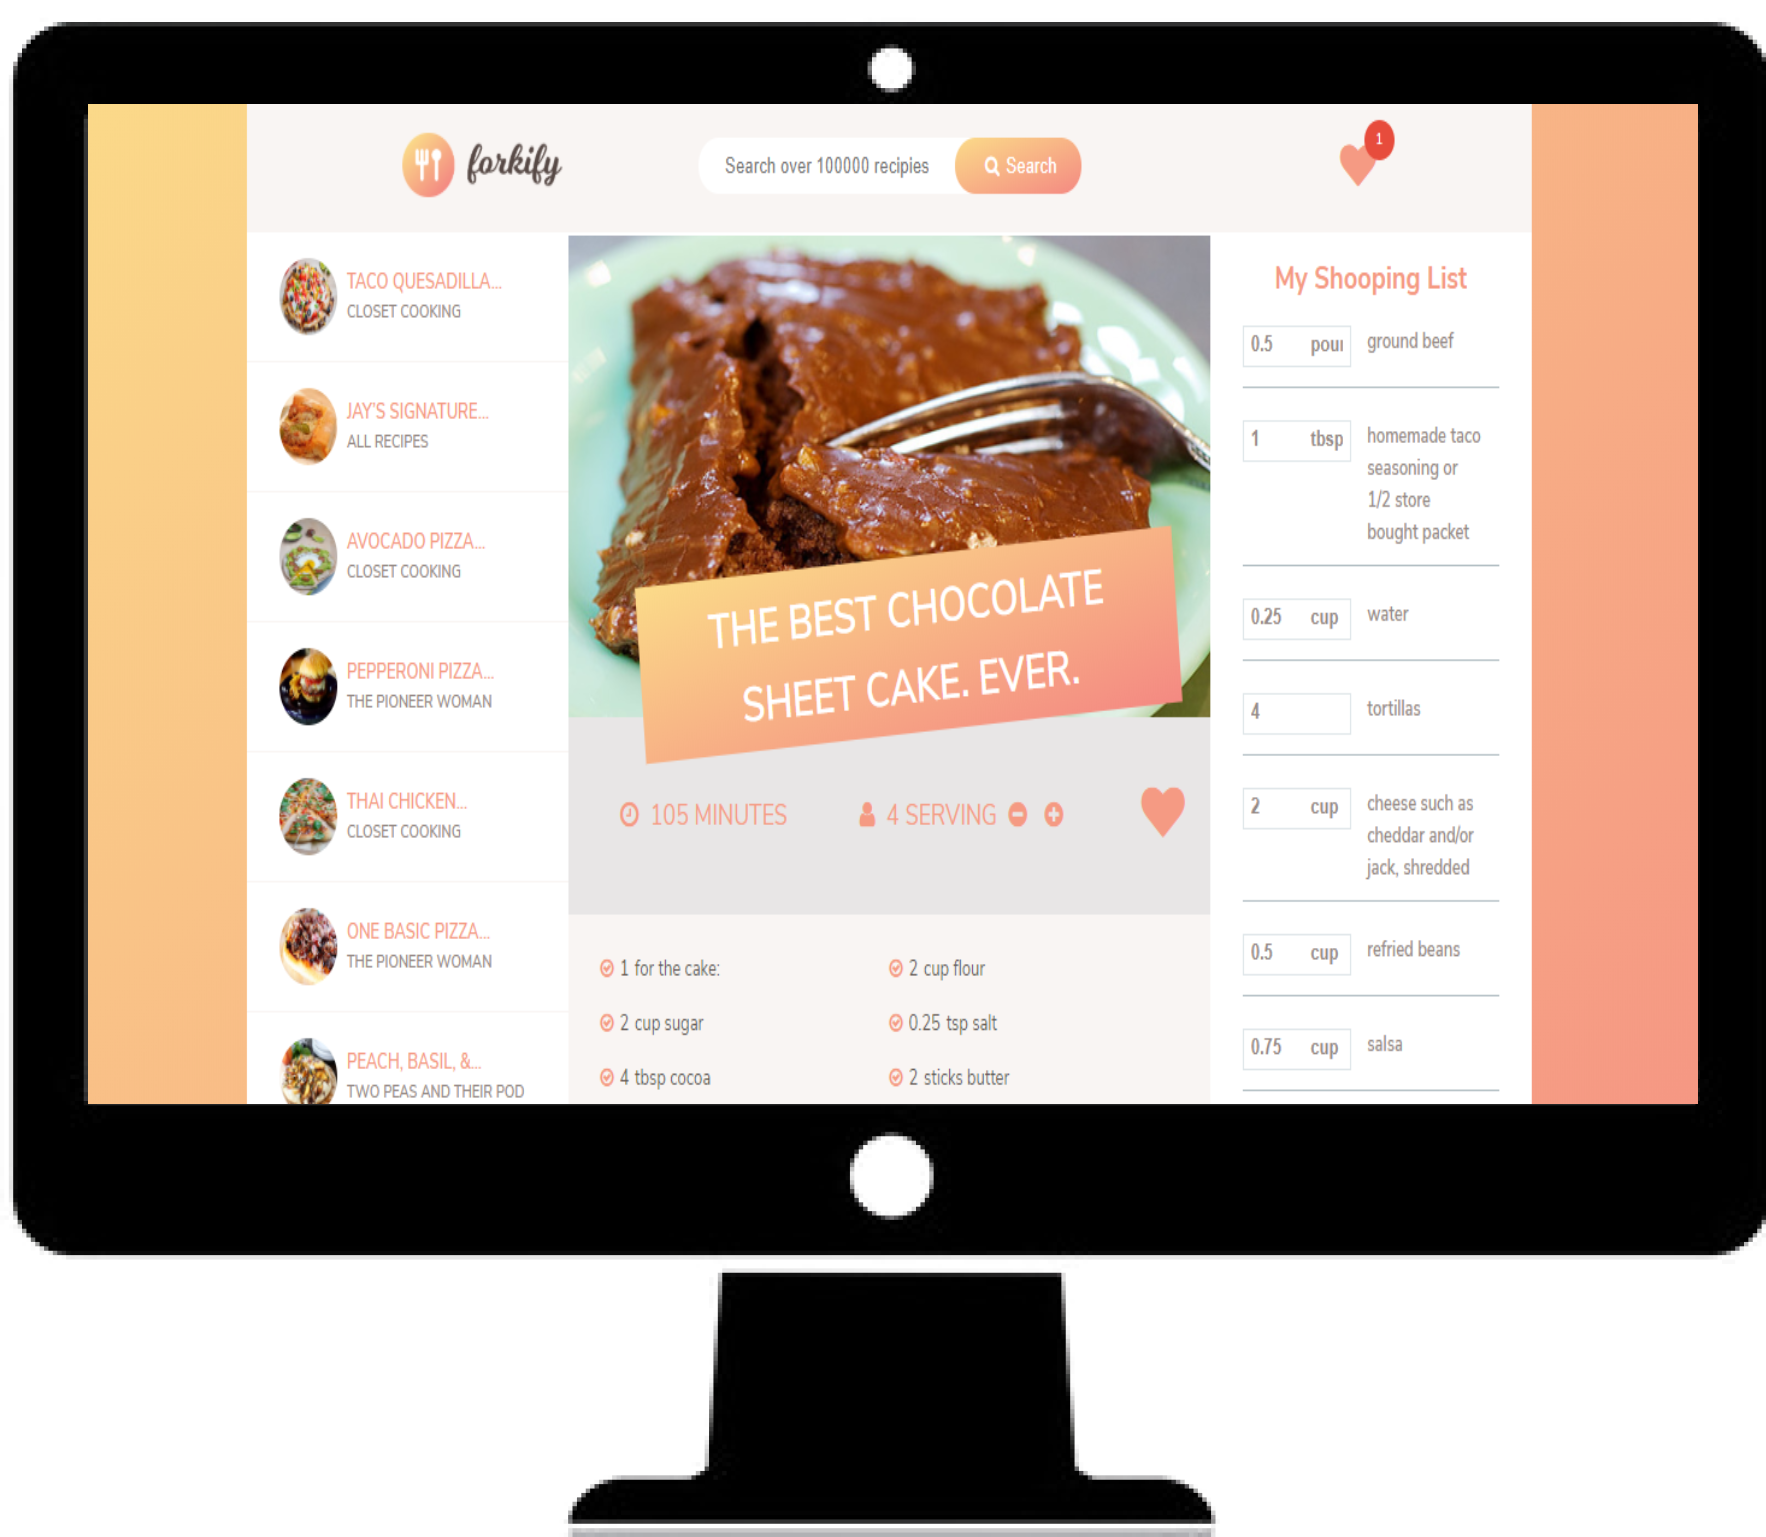 forkify
Search over 100000 recipies
Search
1
TACO QUESADILLA...
CLOSET COOKING
JAY'S SIGNATURE...
ALL RECIPES
AVOCADO PIZZA...
CLOSET COOKING
PEPPERONI PIZZA...
THE PIONEER WOMAN
THAI CHICKEN...
CLOSET COOKING
ONE BASIC PIZZA...
THE PIONEER WOMAN
PEACH, BASIL, &...
TWO PEAS AND THEIR POD
THE BEST CHOCOLATE
SHEET CAKE. EVER.
105 MINUTES
4 SERVING
1 for the cake:
2 cup flour
2 cup sugar
0.25 tsp salt
4 tbsp cocoa
2 sticks butter
My Shooping List
0.5 pour ground beef
1 tbsp homemade taco
seasoning or
1/2 store
bought packet
0.25 cup water
4 tortillas
2 cup cheese such as
cheddar and/or
jack, shredded
0.5 cup refried beans
0.75 cup salsa